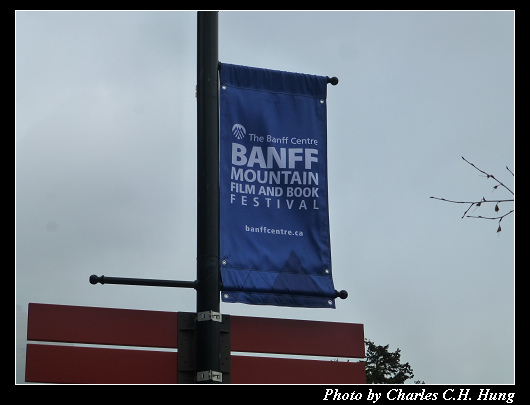 The Banff Centre
BANFF
MOUNTAIN
FILM AND BOOK
FESTIVAL
banffcentre.ca
Photo by Charles C.H. Hung